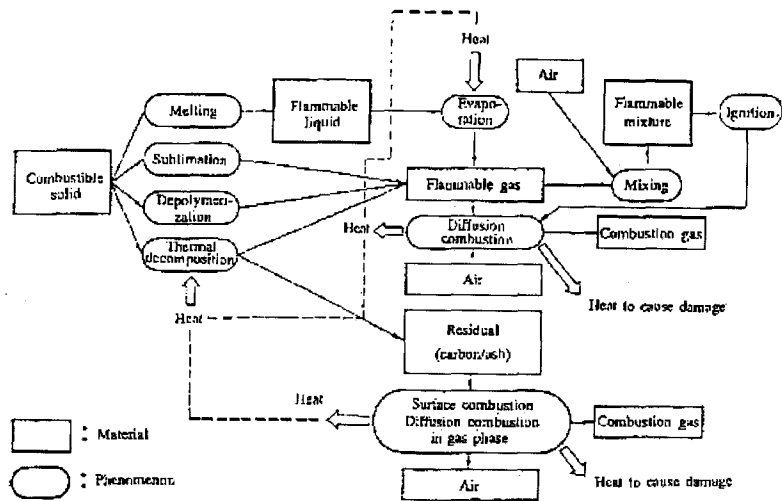 Heat
Air
Melting
Flammable
liquid
Evapo-
ration
Flammable
mixture
Ignition
Combustible
solid
Sublimation
Flammable gas
Mixing
Depolymeri-
zation
Heat
Diffusion
combustion
Combustion gas
Thermal
decomposition
Air
Heat to cause damage
Heat
Residual
(carbon/ash)
Heat
Surface combustion
Diffusion combustion
in gas phase
Combustion gas
: Material
Air
Heat to cause damage
: Phenomenon